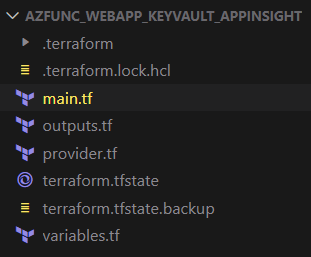 AZFUNC_WEBAPP_KEYVAULT_APPINSIGHT
.terraform
.terraform.lock.hcl
main.tf
outputs.tf
provider.tf
terraform.tfstate
terraform.tfstate.backup
variables.tf